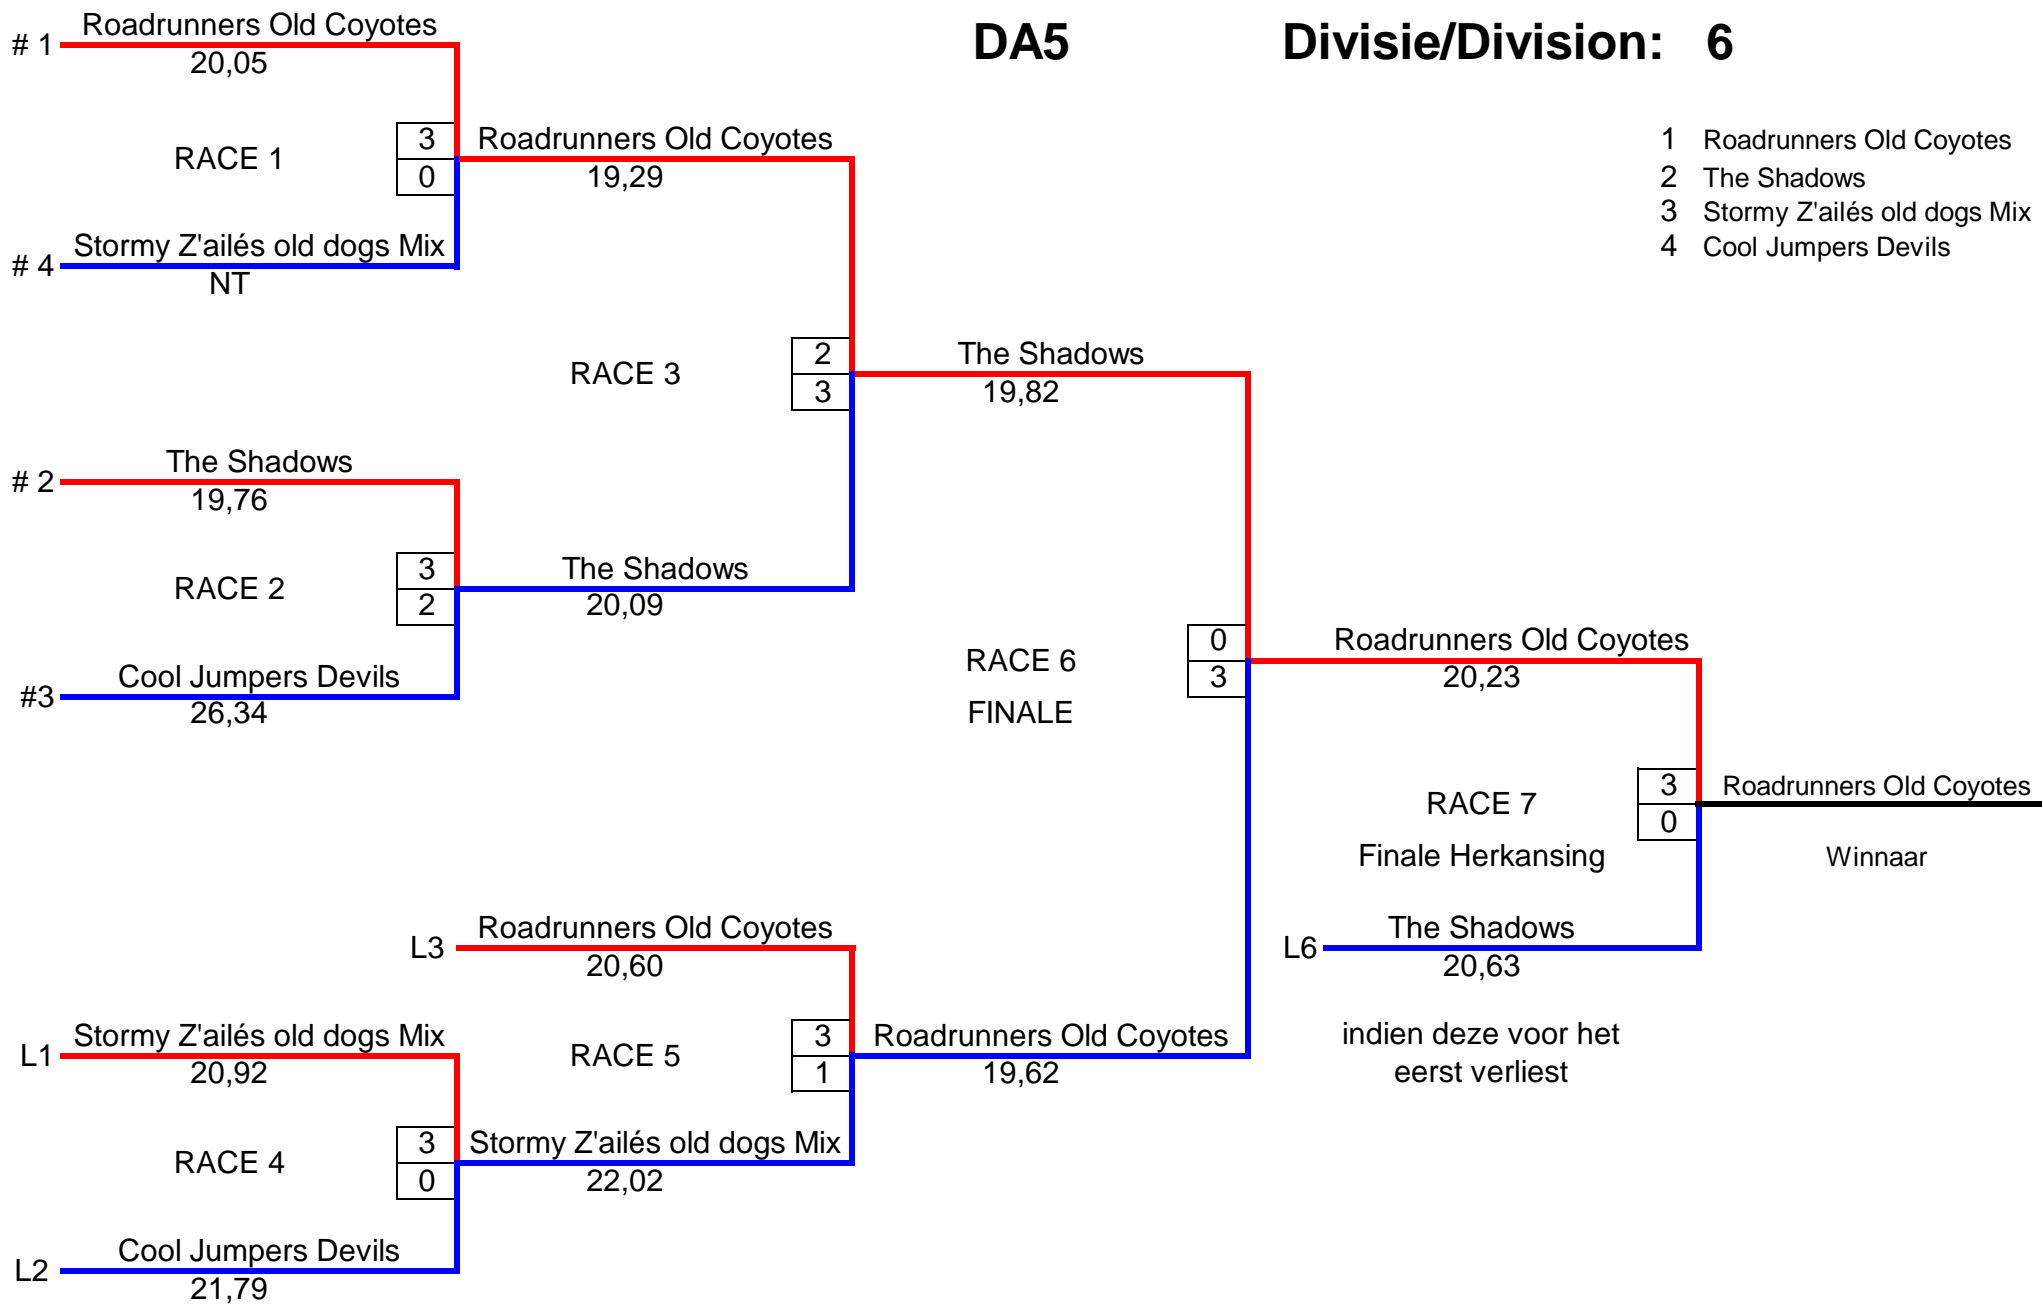 DA5 Divisie/Division: 6
1 Roadrunners Old Coyotes
2 The Shadows
3 Stormy Z'ailés old dogs Mix
4 Cool Jumpers Devils
# 1 Roadrunners Old Coyotes
20,05
RACE 1
3
0
# 4 Stormy Z'ailés old dogs Mix
NT
# 2 The Shadows
19,76
RACE 2
3
2
#3 Cool Jumpers Devils
26,34
Roadrunners Old Coyotes
19,29
RACE 3
2
3
The Shadows
20,09
L1 Stormy Z'ailés old dogs Mix
20,92
RACE 4
3
0
L2 Cool Jumpers Devils
21,79
L3 Roadrunners Old Coyotes
20,60
RACE 5
3
1
Stormy Z'ailés old dogs Mix
22,02
The Shadows
19,82
RACE 6
FINALE
0
3
Roadrunners Old Coyotes
19,62
Roadrunners Old Coyotes
20,23
RACE 7
Finale Herkansing
3
0
L6 The Shadows
20,63
indien deze voor het
eerst verliest
Roadrunners Old Coyotes
Winnaar